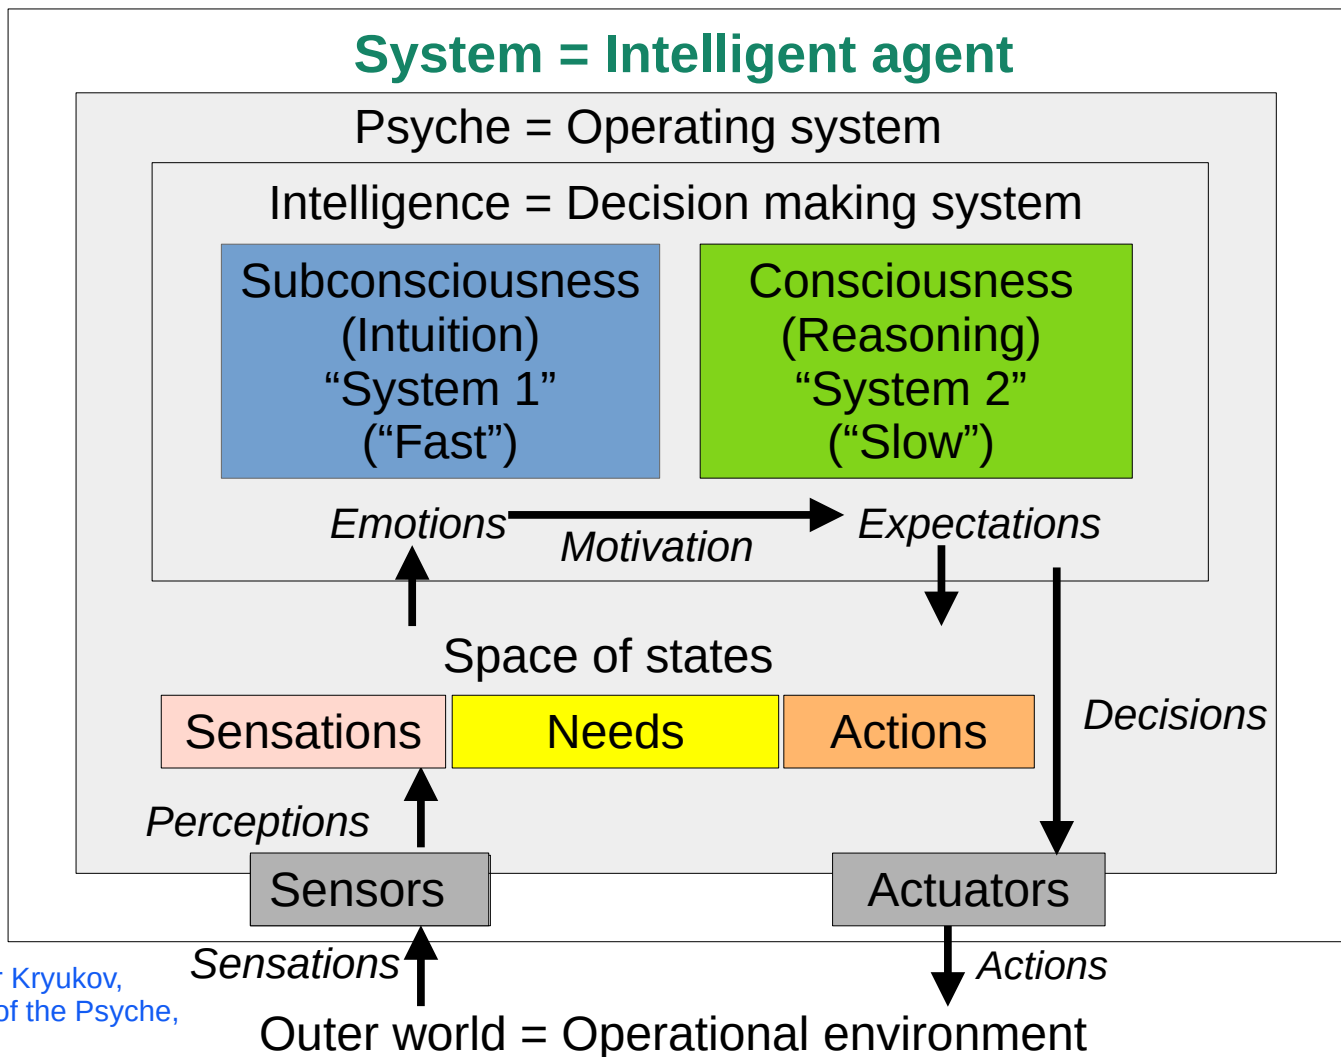 System = Intelligent agent
Psyche = Operating system
Intelligence = Decision making system
Subconsciousness
(Intuition)
“System 1”
(“Fast”)
Consciousness
(Reasoning)
“System 2”
(“Slow”)
Emotions
Motivation
Expectations
Space of states
Sensations
Needs
Actions
Decisions
Perceptions
Sensors
Actuators
Sensations
Actions
Kryukov,
of the Psyche,
Outer world = Operational environment